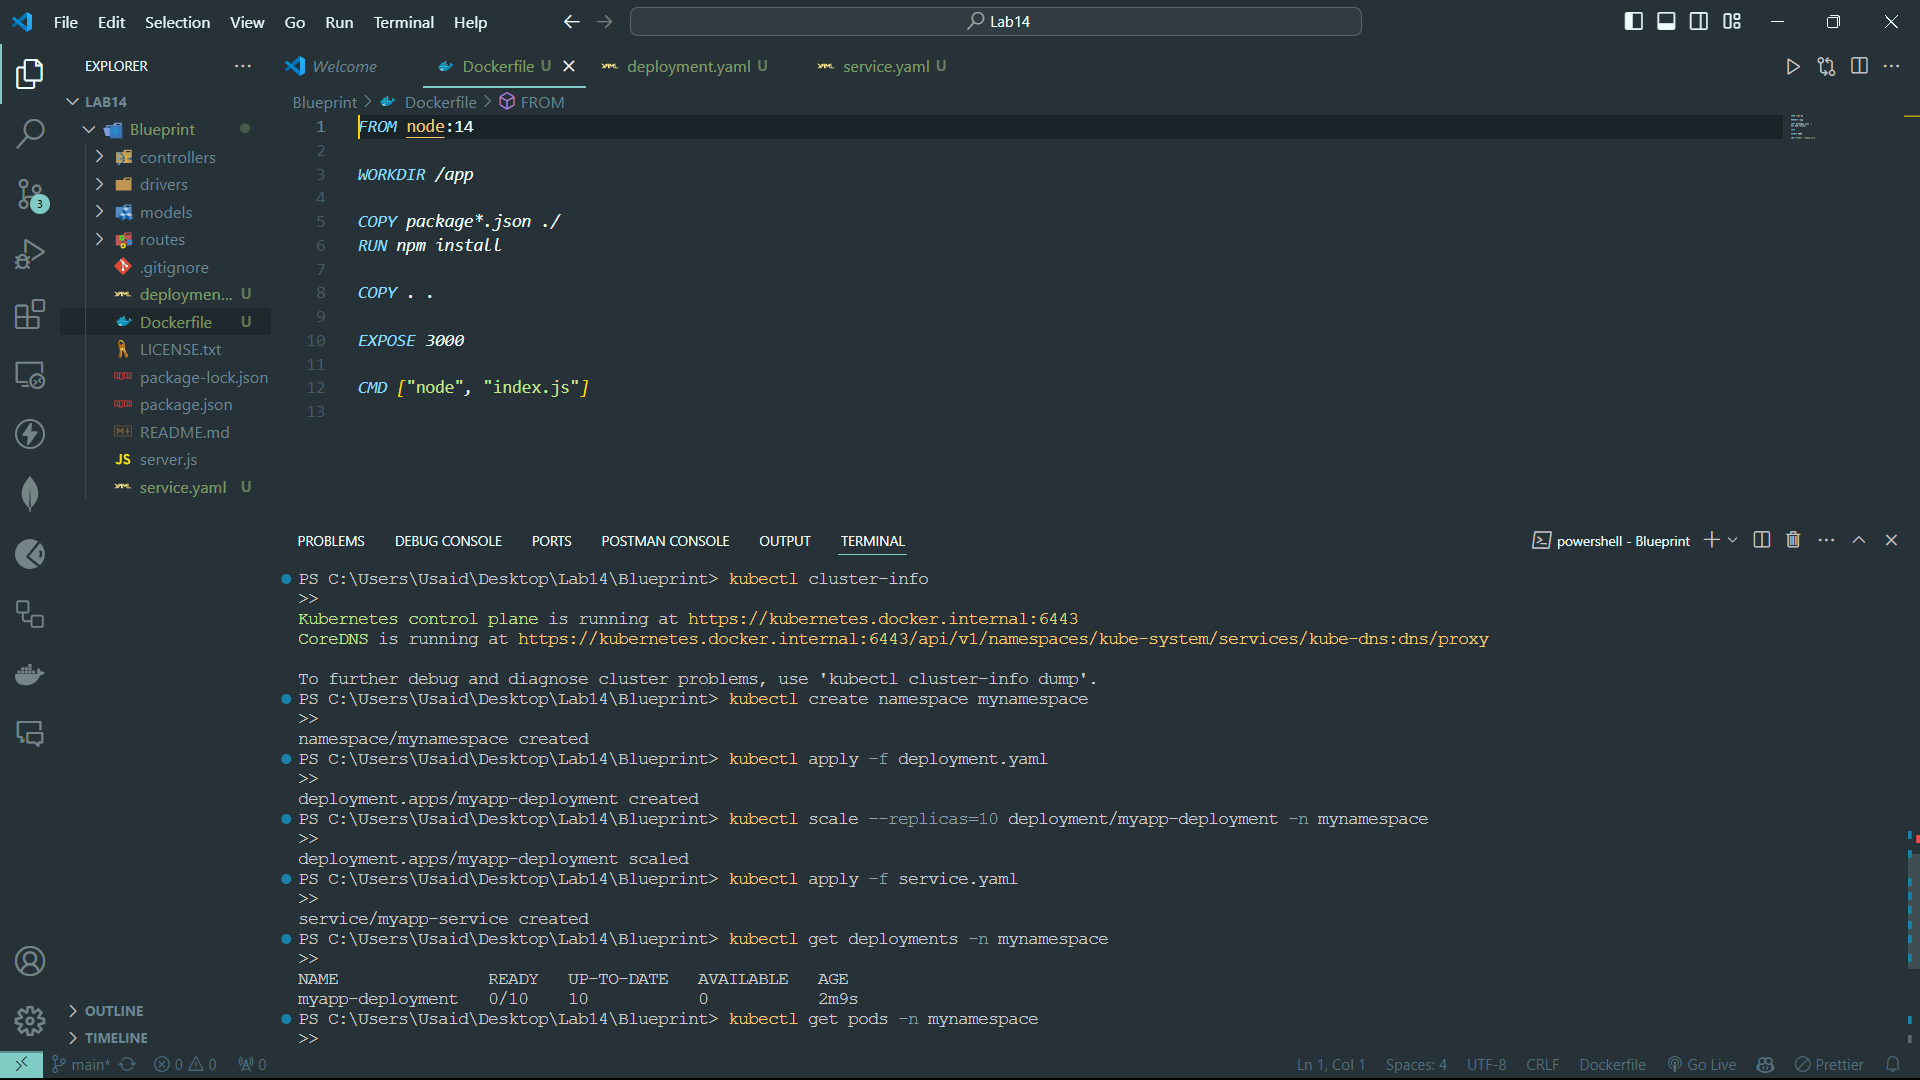 File Edit Selection View Go Run Terminal Help
Lab14
EXPLORER
Welcome
Dockerfile U
deployment.yaml U
service.yaml U
LAB14
Blueprint > Dockerfile > FROM
Blueprint
controllers
drivers
models
routes
.gitignore
deploymen... U
Dockerfile U
LICENSE.txt
package-lock.json
package.json
README.md
JS server.js
service.yaml U
3
1 FROM node:14
2
3 WORKDIR /app
4
5 COPY package*.json ./
6 RUN npm install
7
8 COPY . .
9
10 EXPOSE 3000
11
12 CMD ["node", "index.js"]
13
PROBLEMS DEBUG CONSOLE PORTS POSTMAN CONSOLE OUTPUT TERMINAL
powershell - Blueprint
PS C:\Users\Usaid\Desktop\Lab14\Blueprint> kubectl cluster-info
>>
Kubernetes control plane is running at https://kubernetes.docker.internal:6443
CoreDNS is running at https://kubernetes.docker.internal:6443/api/v1/namespaces/kube-system/services/kube-dns:dns/proxy
To further debug and diagnose cluster problems, use 'kubectl cluster-info dump'.
PS C:\Users\Usaid\Desktop\Lab14\Blueprint> kubectl create namespace mynamespace
>>
namespace/mynamespace created
PS C:\Users\Usaid\Desktop\Lab14\Blueprint> kubectl apply -f deployment.yaml
>>
deployment.apps/myapp-deployment created
PS C:\Users\Usaid\Desktop\Lab14\Blueprint> kubectl scale --replicas=10 deployment/myapp-deployment -n mynamespace
>>
deployment.apps/myapp-deployment scaled
PS C:\Users\Usaid\Desktop\Lab14\Blueprint> kubectl apply -f service.yaml
>>
service/myapp-service created
PS C:\Users\Usaid\Desktop\Lab14\Blueprint> kubectl get deployments -n mynamespace
>>
NAME READY UP-TO-DATE AVAILABLE AGE
myapp-deployment 0/10 10 0 2m9s
PS C:\Users\Usaid\Desktop\Lab14\Blueprint> kubectl get pods -n mynamespace
>>
OUTLINE
TIMELINE
main* 0 0 0
Ln 1, Col 1 Spaces: 4 UTF-8 CRLF Dockerfile Go Live Prettier